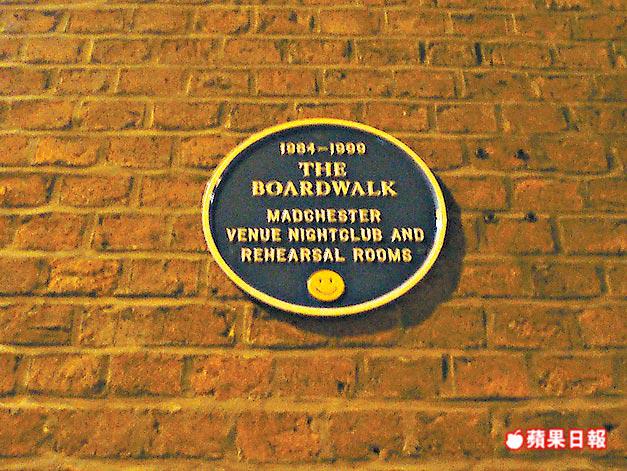 1984–1999
THE
BOARDWALK
MADCHESTER
VENUE NIGHTCLUB AND
REHEARSAL ROOMS
蘋果日報